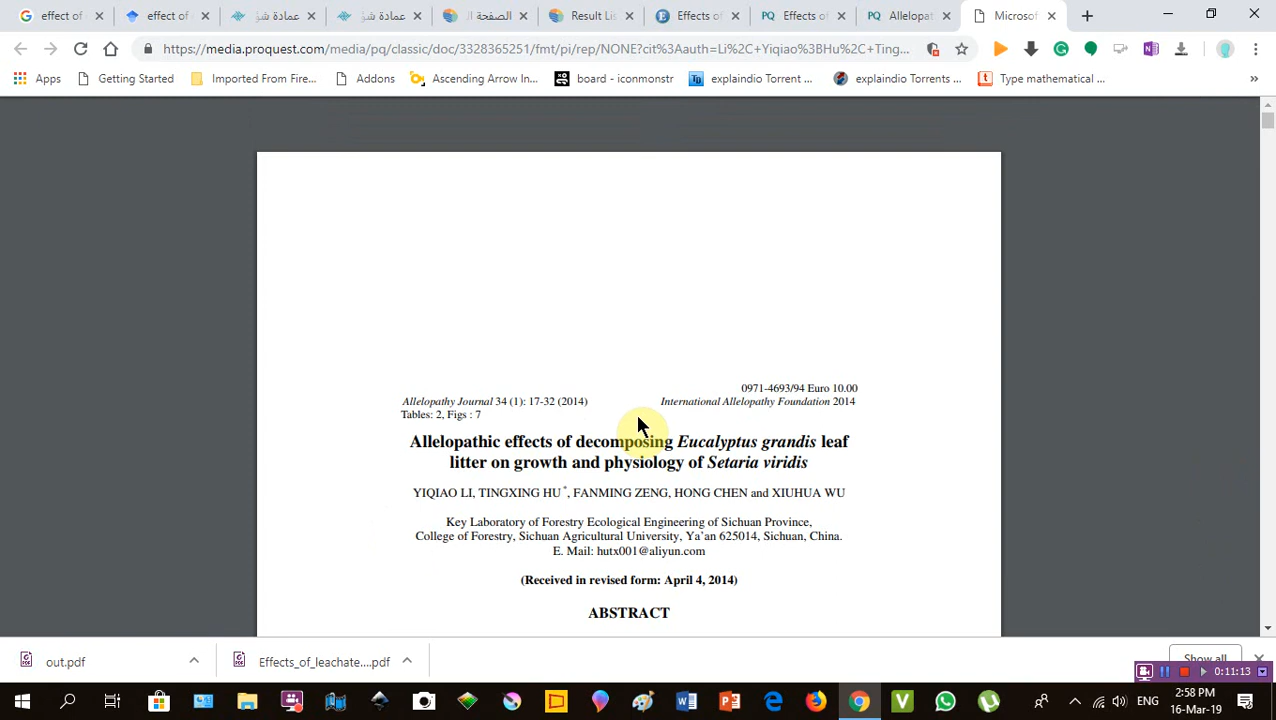 effect of
effect of
عمادة شؤ
عمادة شؤ
الصفحة ال
Result List
Effects o
PQ Effects o
PQ Allelopat
Microsof
https://media.proquest.com/media/pq/classic/doc/3328365251/fmt/pi/rep/NONE?cit%3Aauth=Li%2C+Yiqiao%3BHu%2C+Ting...
Apps
Getting Started
Imported From Fire...
Addons
Ascending Arrow In...
board - iconmonstr
explaindio Torrent ...
explaindio Torrents ...
Type mathematical ...
»
0971-4693/94 Euro 10.00
Allelopathy Journal 34 (1): 17-32 (2014)
International Allelopathy Foundation 2014
Tables: 2, Figs : 7
Allelopathic effects of decomposing Eucalyptus grandis leaf
litter on growth and physiology of Setaria viridis
YIQIAO LI, TINGXING HU*, FANMING ZENG, HONG CHEN and XIUHUA WU
Key Laboratory of Forestry Ecological Engineering of Sichuan Province,
College of Forestry, Sichuan Agricultural University, Ya’an 625014, Sichuan, China.
E. Mail: hutx001@aliyun.com
(Received in revised form: April 4, 2014)
ABSTRACT
out.pdf
Effects_of_leachate....pdf
Show all
0:11:13
ENG
2:58 PM
16-Mar-19